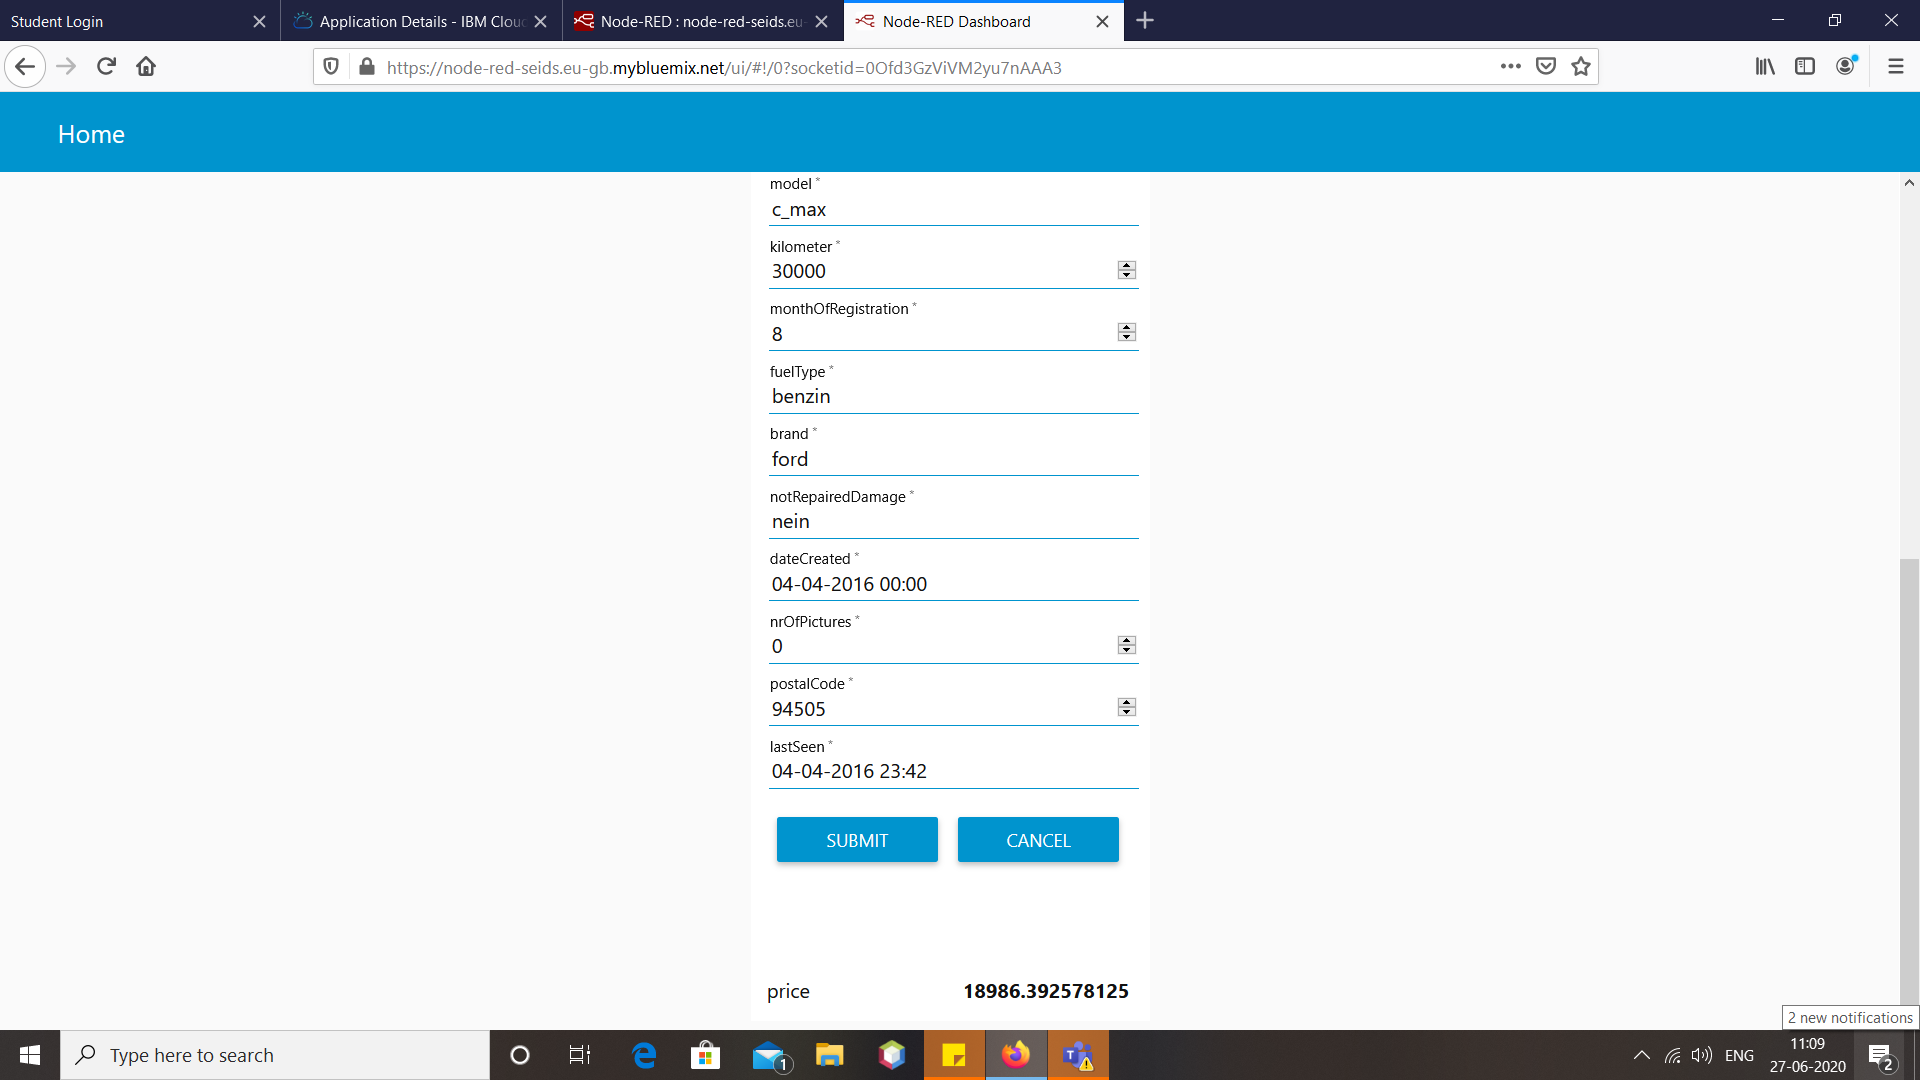 Student Login
Application Details - IBM Clou
Node-RED : node-red-seids.eu-
Node-RED Dashboard
https://node-red-seids.eu-gb.mybluemix.net/ui/#!/0?socketid=0Ofd3GzViVM2yu7nAAA3
Home
model *
c_max
kilometer *
30000
monthOfRegistration *
8
fuelType *
benzin
brand *
ford
notRepairedDamage *
nein
dateCreated *
04-04-2016 00:00
nrOfPictures *
0
postalCode *
94505
lastSeen *
04-04-2016 23:42
SUBMIT CANCEL
price 18986.392578125
2 new notifications
Type here to search
1
ENG
11:09
27-06-2020
2